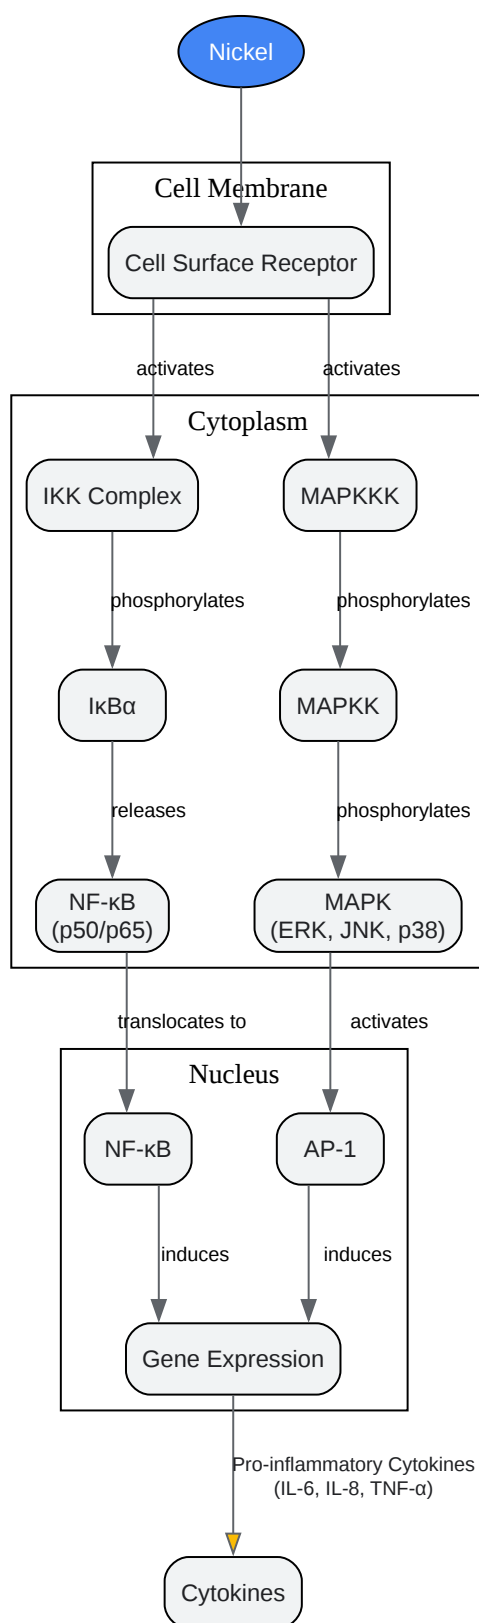 Nickel
Cell Membrane
Cell Surface Receptor
activates
activates
Cytoplasm
IKK Complex
MAPKKK
phosphorylates
phosphorylates
IκBα
MAPKK
releases
phosphorylates
NF-κB
(p50/p65)
MAPK
(ERK, JNK, p38)
translocates to
activates
Nucleus
NF-κB
AP-1
induces
induces
Gene Expression
Pro-inflammatory Cytokines
(IL-6, IL-8, TNF-α)
Cytokines